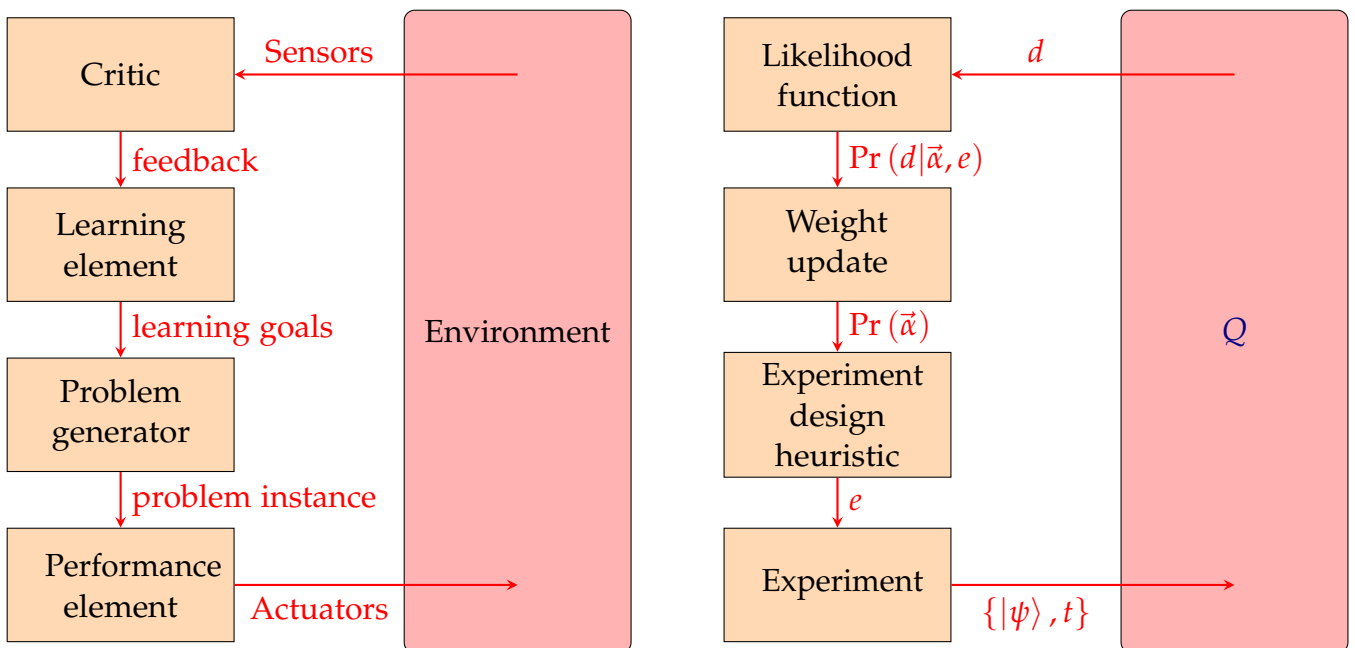 Critic
Sensors
feedback
Learning
element
learning goals
Problem
generator
problem instance
Performance
element
Actuators
Environment
Likelihood
function
d
Pr (d|α⃗, e)
Weight
update
Pr (α⃗)
Experiment
design
heuristic
e
Experiment
{|ψ⟩ , t}
Q